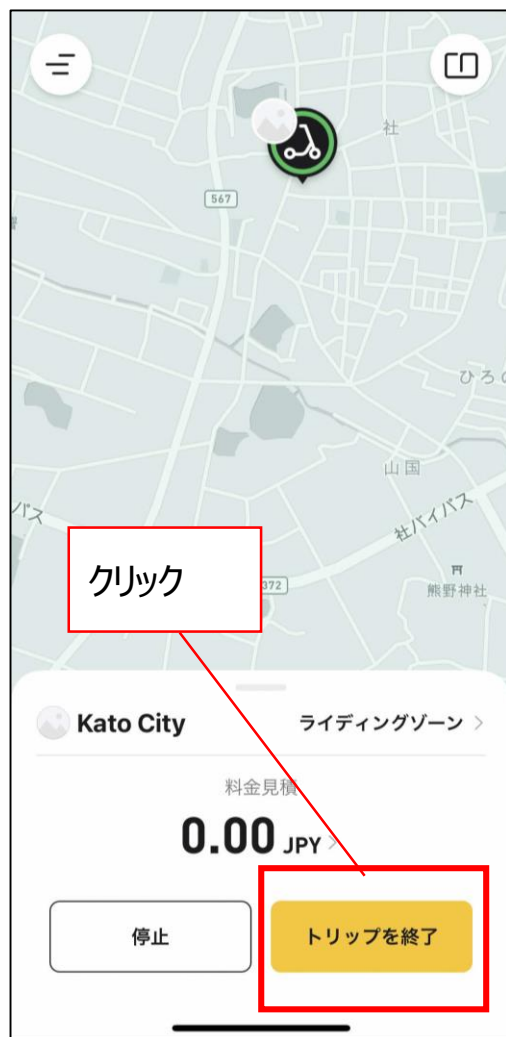 社
567
ひろの
山国
バス
社バイパス
クリック
372
熊野神社
Kato City
ライディングゾーン
料金見積
0.00 JPY
停止
トリップを終了